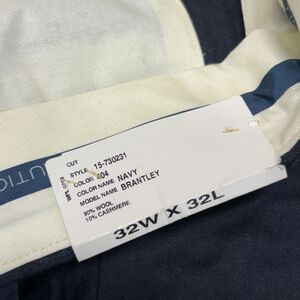 CUT
STYLE 15-730231
COLOR 404
COLOR NAME NAVY
MODEL NAME BRANTLEY
90% WOOL
10% CASHMERE
32W X 32L